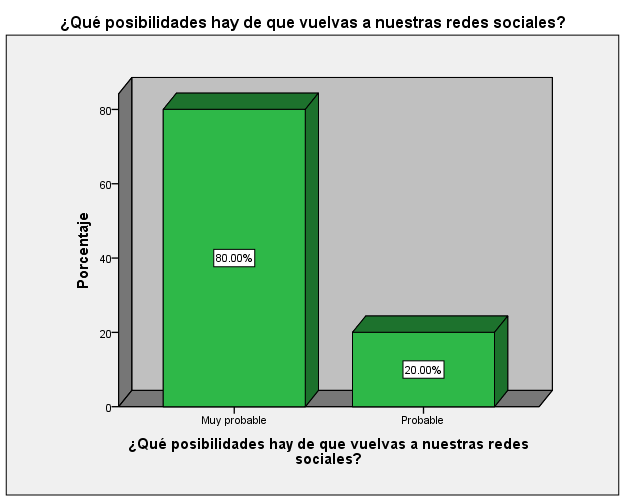 ¿Qué posibilidades hay de que vuelvas a nuestras redes sociales?
Porcentaje
80
60
40
20
0
80.00%
20.00%
Muy probable
Probable
¿Qué posibilidades hay de que vuelvas a nuestras redes
sociales?